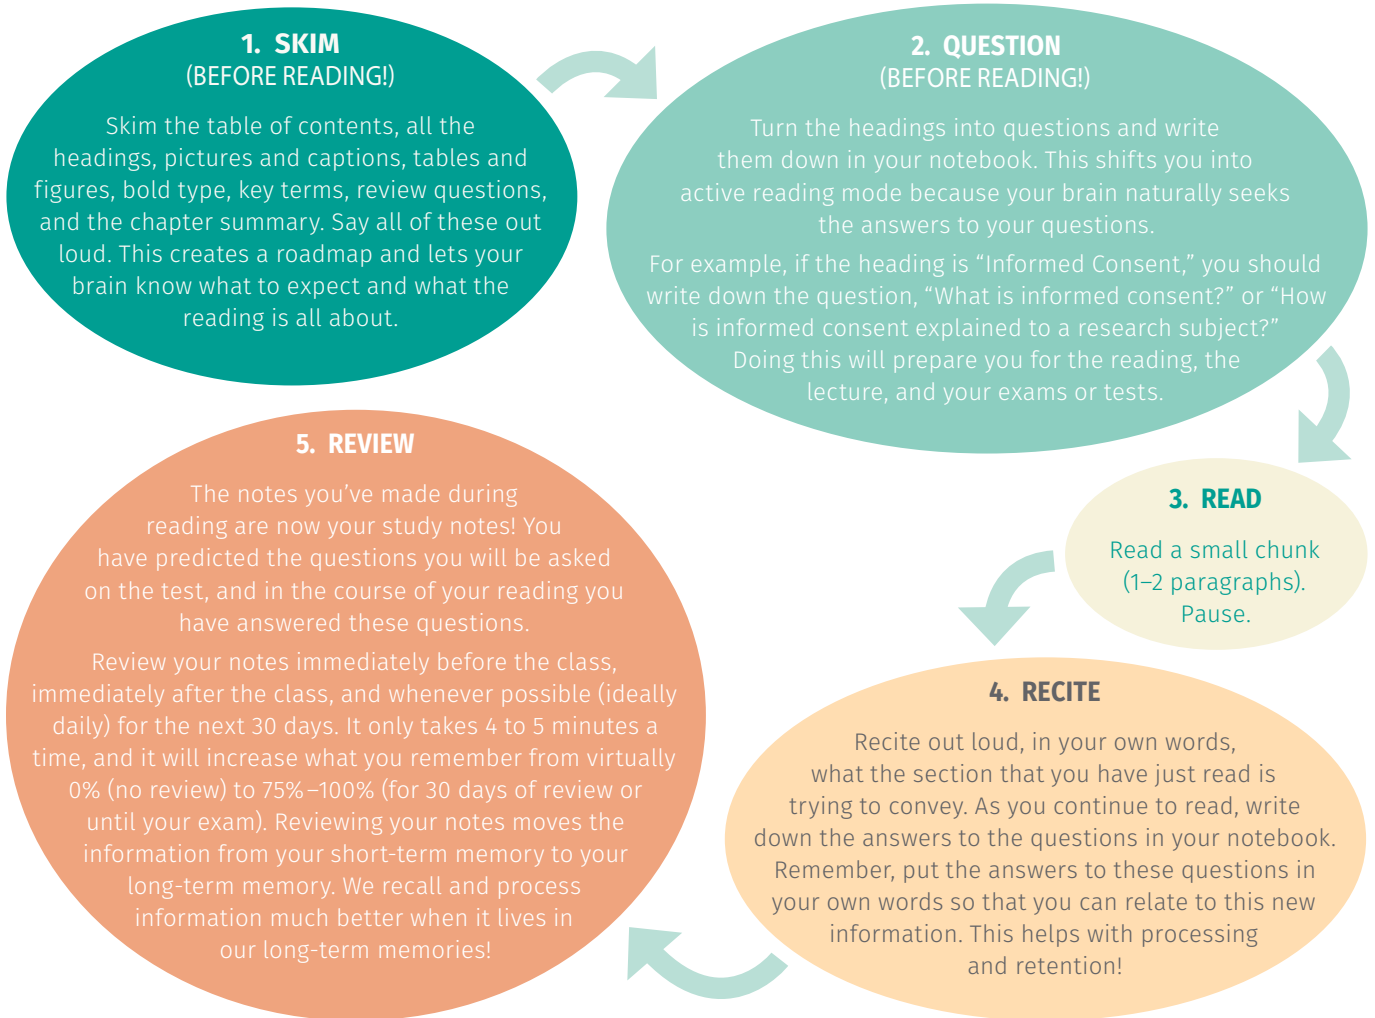 1. SKIM
(BEFORE READING!)
Skim the table of contents, all the
headings, pictures and captions, tables and
figures, bold type, key terms, review questions,
and the chapter summary. Say all of these out
loud. This creates a roadmap and lets your
brain know what to expect and what the
reading is all about.
2. QUESTION
(BEFORE READING!)
Turn the headings into questions and write
them down in your notebook. This shifts you into
active reading mode because your brain naturally seeks
the answers to your questions.
For example, if the heading is “Informed Consent,” you should
write down the question, “What is informed consent?” or “How
is informed consent explained to a research subject?”
Doing this will prepare you for the reading, the
lecture, and your exams or tests.
3. READ
Read a small chunk
(1–2 paragraphs).
Pause.
4. RECITE
Recite out loud, in your own words,
what the section that you have just read is
trying to convey. As you continue to read, write
down the answers to the questions in your notebook.
Remember, put the answers to these questions in
your own words so that you can relate to this new
information. This helps with processing
and retention!
5. REVIEW
The notes you’ve made during
reading are now your study notes! You
have predicted the questions you will be asked
on the test, and in the course of your reading you
have answered these questions.
Review your notes immediately before the class,
immediately after the class, and whenever possible (ideally
daily) for the next 30 days. It only takes 4 to 5 minutes a
time, and it will increase what you remember from virtually
0% (no review) to 75%–100% (for 30 days of review or
until your exam). Reviewing your notes moves the
information from your short-term memory to your
long-term memory. We recall and process
information much better when it lives in
our long-term memories!